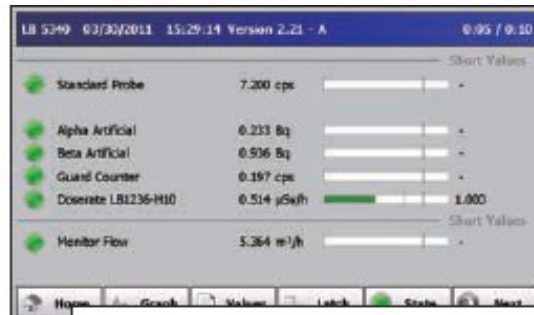 LB 5340 03/30/2011 15:29:14 Version 2.21 - A 0:05 / 0:10
Short Values
Standard Probe 7.200 cps -
Alpha Artificial 0.233 Bq -
Beta Artificial 0.936 Bq -
Guard Counter 0.197 cps -
Doserate LB1236-H10 0.514 µSv/h 1.000
Short Values
Monitor Flow 5.364 m³/h -
Home Graph Values Latch State Next